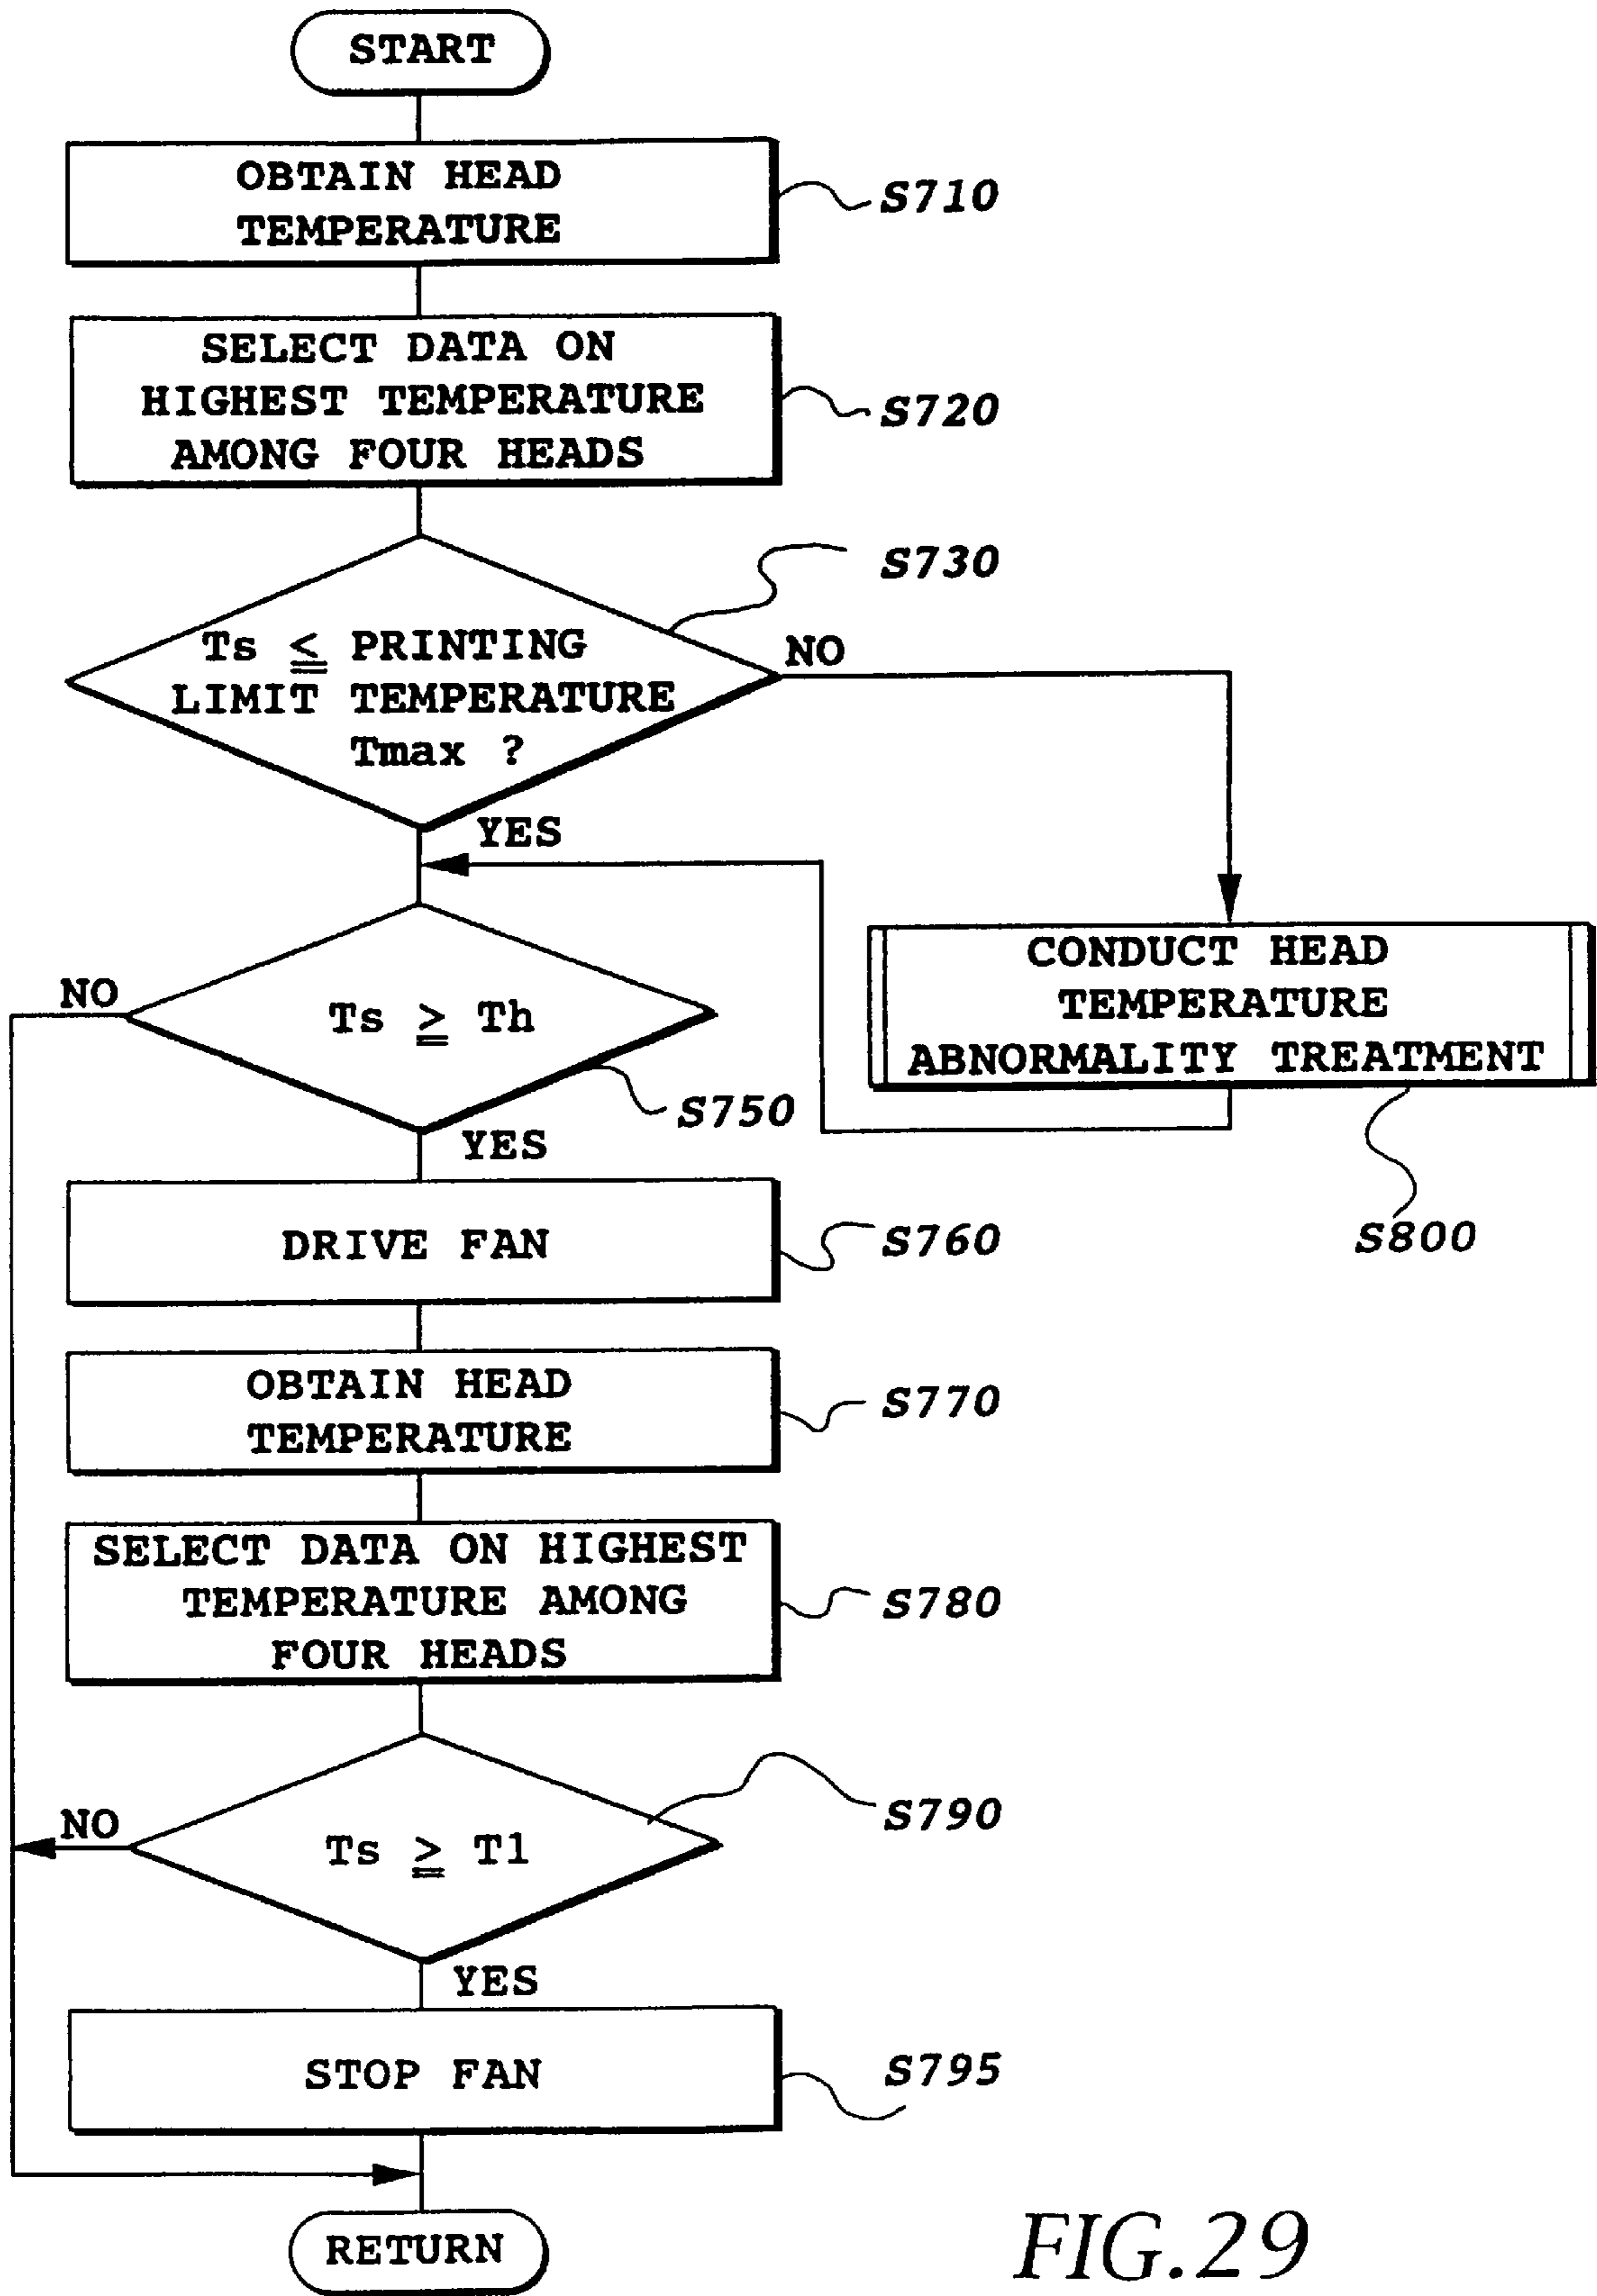 START
OBTAIN HEAD
TEMPERATURE
S710
SELECT DATA ON
HIGHEST TEMPERATURE
AMONG FOUR HEADS
S720
S730
Ts ≦ PRINTING
LIMIT TEMPERATURE
Tmax ?
NO
YES
CONDUCT HEAD
TEMPERATURE
ABNORMALITY TREATMENT
S800
NO
Ts ≧ Th
S750
YES
DRIVE FAN
S760
OBTAIN HEAD
TEMPERATURE
S770
SELECT DATA ON HIGHEST
TEMPERATURE AMONG
FOUR HEADS
S780
NO
Ts ≧ Tl
S790
YES
STOP FAN
S795
RETURN
FIG.29